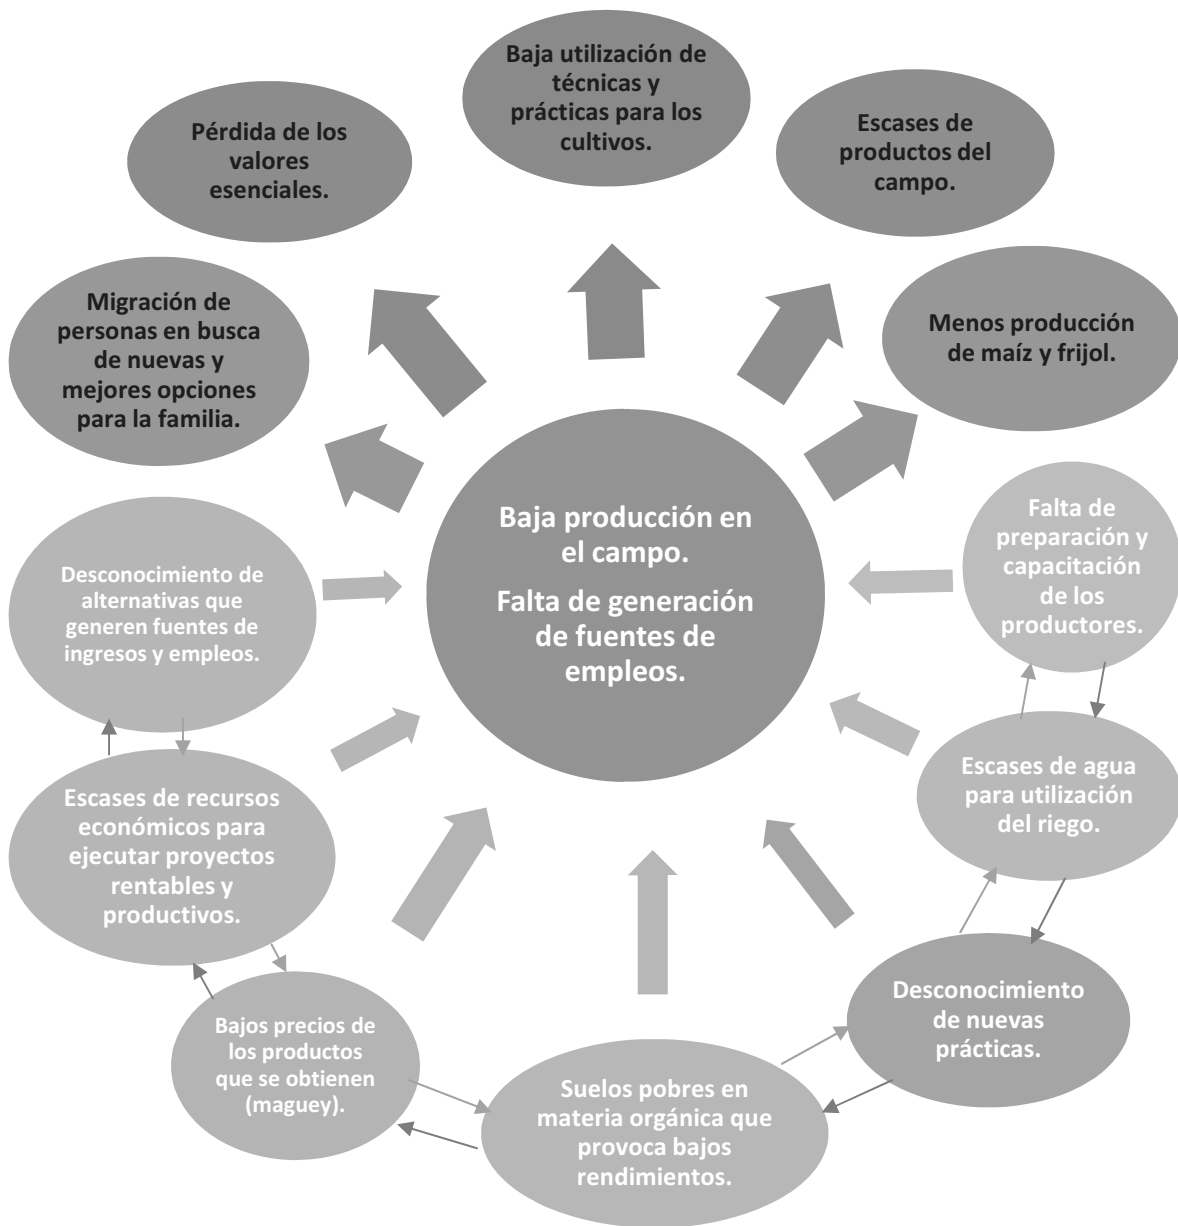 Baja utilización de
técnicas y
prácticas para los
cultivos.
Pérdida de los
valores
esenciales.
Escases de
productos del
campo.
Migración de
personas en busca
de nuevas y
mejores opciones
para la familia.
Menos producción
de maíz y frijol.
Baja producción en
el campo.
Falta de generación
de fuentes de
empleos.
Falta de
preparación y
capacitación
de los
productores.
Desconocimiento de
alternativas que
generen fuentes de
ingresos y empleos.
Escases de agua
para utilización
del riego.
Escases de recursos
económicos para
ejecutar proyectos
rentables y
productivos.
Desconocimiento
de nuevas
prácticas.
Bajos precios de
los productos
que se obtienen
(maguey).
Suelos pobres en
materia orgánica que
provoca bajos
rendimientos.